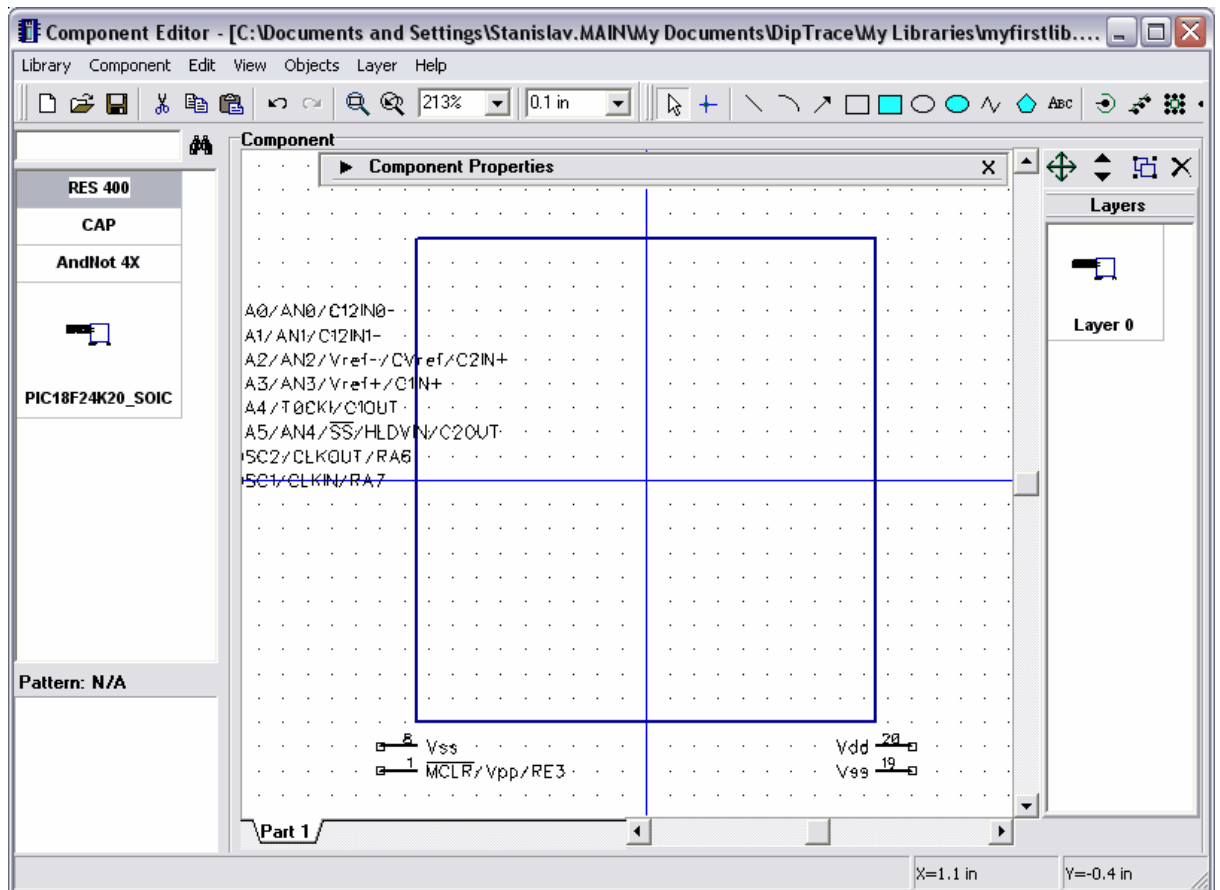 Component Editor - [C:\Documents and Settings\Stanislav.MAIN\My Documents\DipTrace\My Libraries\myfirstlib....
Library Component Edit View Objects Layer Help
213% 0.1 in ABC
Component
Component Properties X
RES 400
CAP
AndNot 4X
PIC18F24K20_SOIC
Pattern: N/A
Layers
Layer 0
A0/AN0/C12IN0-
A1/AN1/C12IN1-
A2/AN2/Vref-/CVref/C2IN+
A3/AN3/Vref+/C1N+
A4/T0CKI/C1OUT
A5/AN4/SS/HLDVIN/C2OUT
SC2/CLKOUT/RA6
SC1/CLKIN/RA7
8 Vss Vdd 20
1 MCLR/Vpp/RE3 Vss 19
Part 1
X=1.1 in Y=-0.4 in